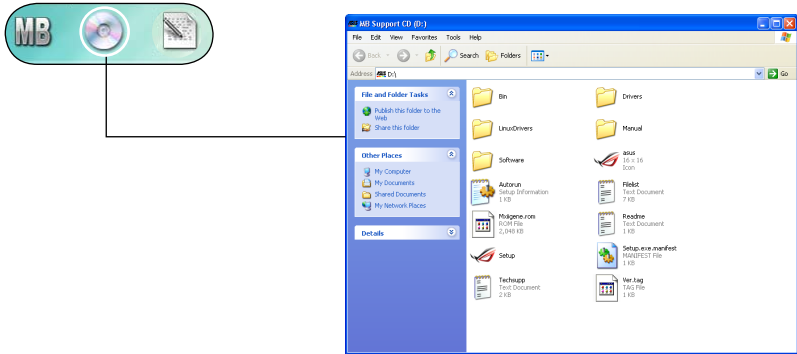 MB
MB Support CD (D:)
File Edit View Favorites Tools Help
Back Search Folders
Address D:\ Go
File and Folder Tasks
Publish this folder to the
Web
Share this folder
Other Places
My Computer
My Documents
Shared Documents
My Network Places
Details
Bin
Drivers
LinuxDrivers
Manual
Software
asus
16 x 16
Icon
Autorun
Setup Information
1 KB
Filelist
Text Document
7 KB
Mxiigene.rom
ROM File
2,048 KB
Readme
Text Document
1 KB
Setup
Setup.exe.manifest
MANIFEST File
1 KB
Techsupp
Text Document
2 KB
Ver.tag
TAG File
1 KB